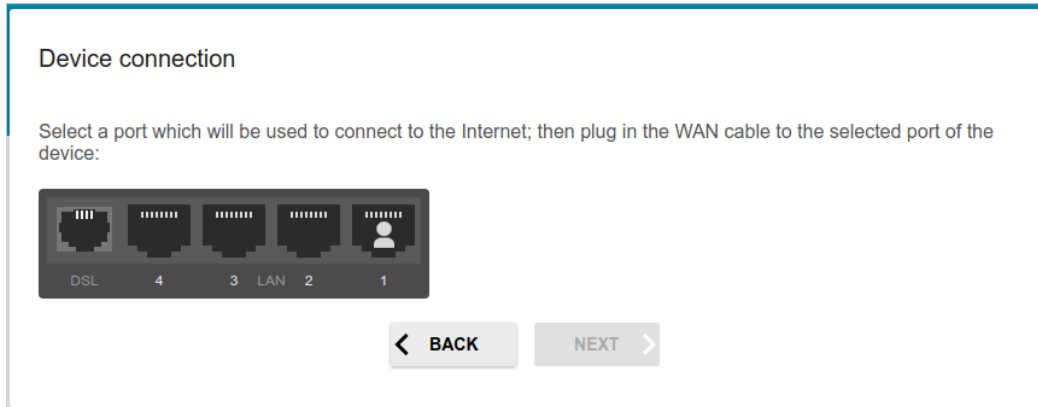 Device connection
Select a port which will be used to connect to the Internet; then plug in the WAN cable to the selected port of the
device:
DSL 4 3 LAN 2 1
BACK NEXT